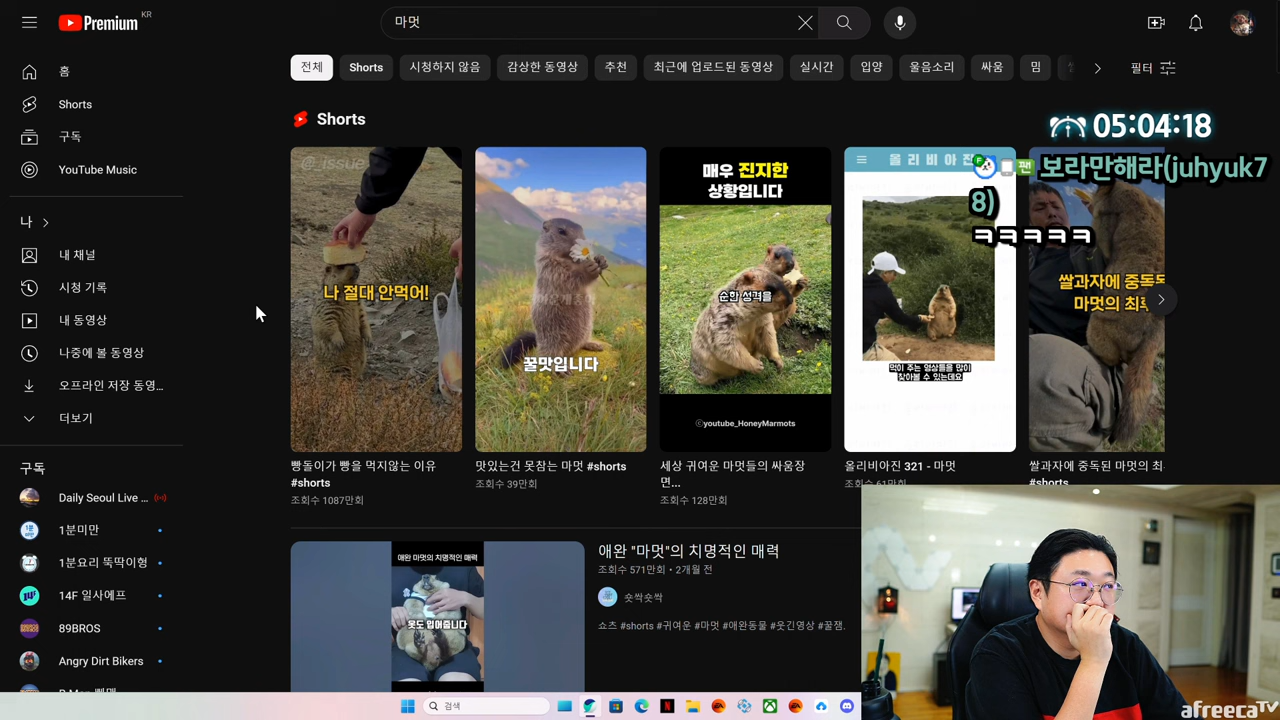 Premium KR
마멋
전체
Shorts
시청하지 않음
감상한 동영상
추천
최근에 업로드된 동영상
실시간
입양
울음소리
싸움
밈
필터
홈
Shorts
구독
YouTube Music
나
내 채널
시청 기록
내 동영상
나중에 볼 동영상
오프라인 저장 동영...
더보기
구독
Daily Seoul Live ...
1분미만
1분요리 뚝딱이형
14F 일사에프
89BROS
Angry Dirt Bikers
Shorts
@ issue
나 절대 안먹어!
빵돌이가 빵을 먹지않는 이유
#shorts
조회수 1087만회
꿀맛입니다
맛있는건 못참는 마멋 #shorts
조회수 39만회
매우 진지한
상황입니다
순한 성격을
ⓒyoutube_HoneyMarmots
세상 귀여운 마멋들의 싸움장
면...
조회수 128만회
올리비아진
먹이 주는 영상들을 많이
찾아볼 수 있는데요
올리비아진 321 - 마멋
조회수 61만회
쌀과자에 중독된
마멋의 최후
쌀과자에 중독된 마멋의 최
#shorts
05:04:18
보라만해라(juhyuk7
8)
ㅋㅋㅋㅋㅋ
애완 마멋의 치명적인 매력
옷도 입어줍니다
애완 "마멋"의 치명적인 매력
조회수 571만회 • 2개월 전
숏싹숏싹
쇼츠 #shorts #귀여운 #마멋 #애완동물 #웃긴영상 #꿀잼.
검색
afreecaTV